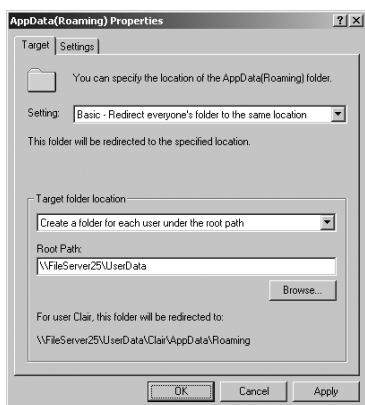 AppData(Roaming) Properties
Target
Settings
You can specify the location of the AppData(Roaming) folder.
Setting:
Basic - Redirect everyone's folder to the same location
This folder will be redirected to the specified location.
Target folder location
Create a folder for each user under the root path
Root Path:
\\FileServer25\UserData
Browse...
For user Clair, this folder will be redirected to:
\\FileServer25\UserData\Clair\AppData\Roaming
OK
Cancel
Apply